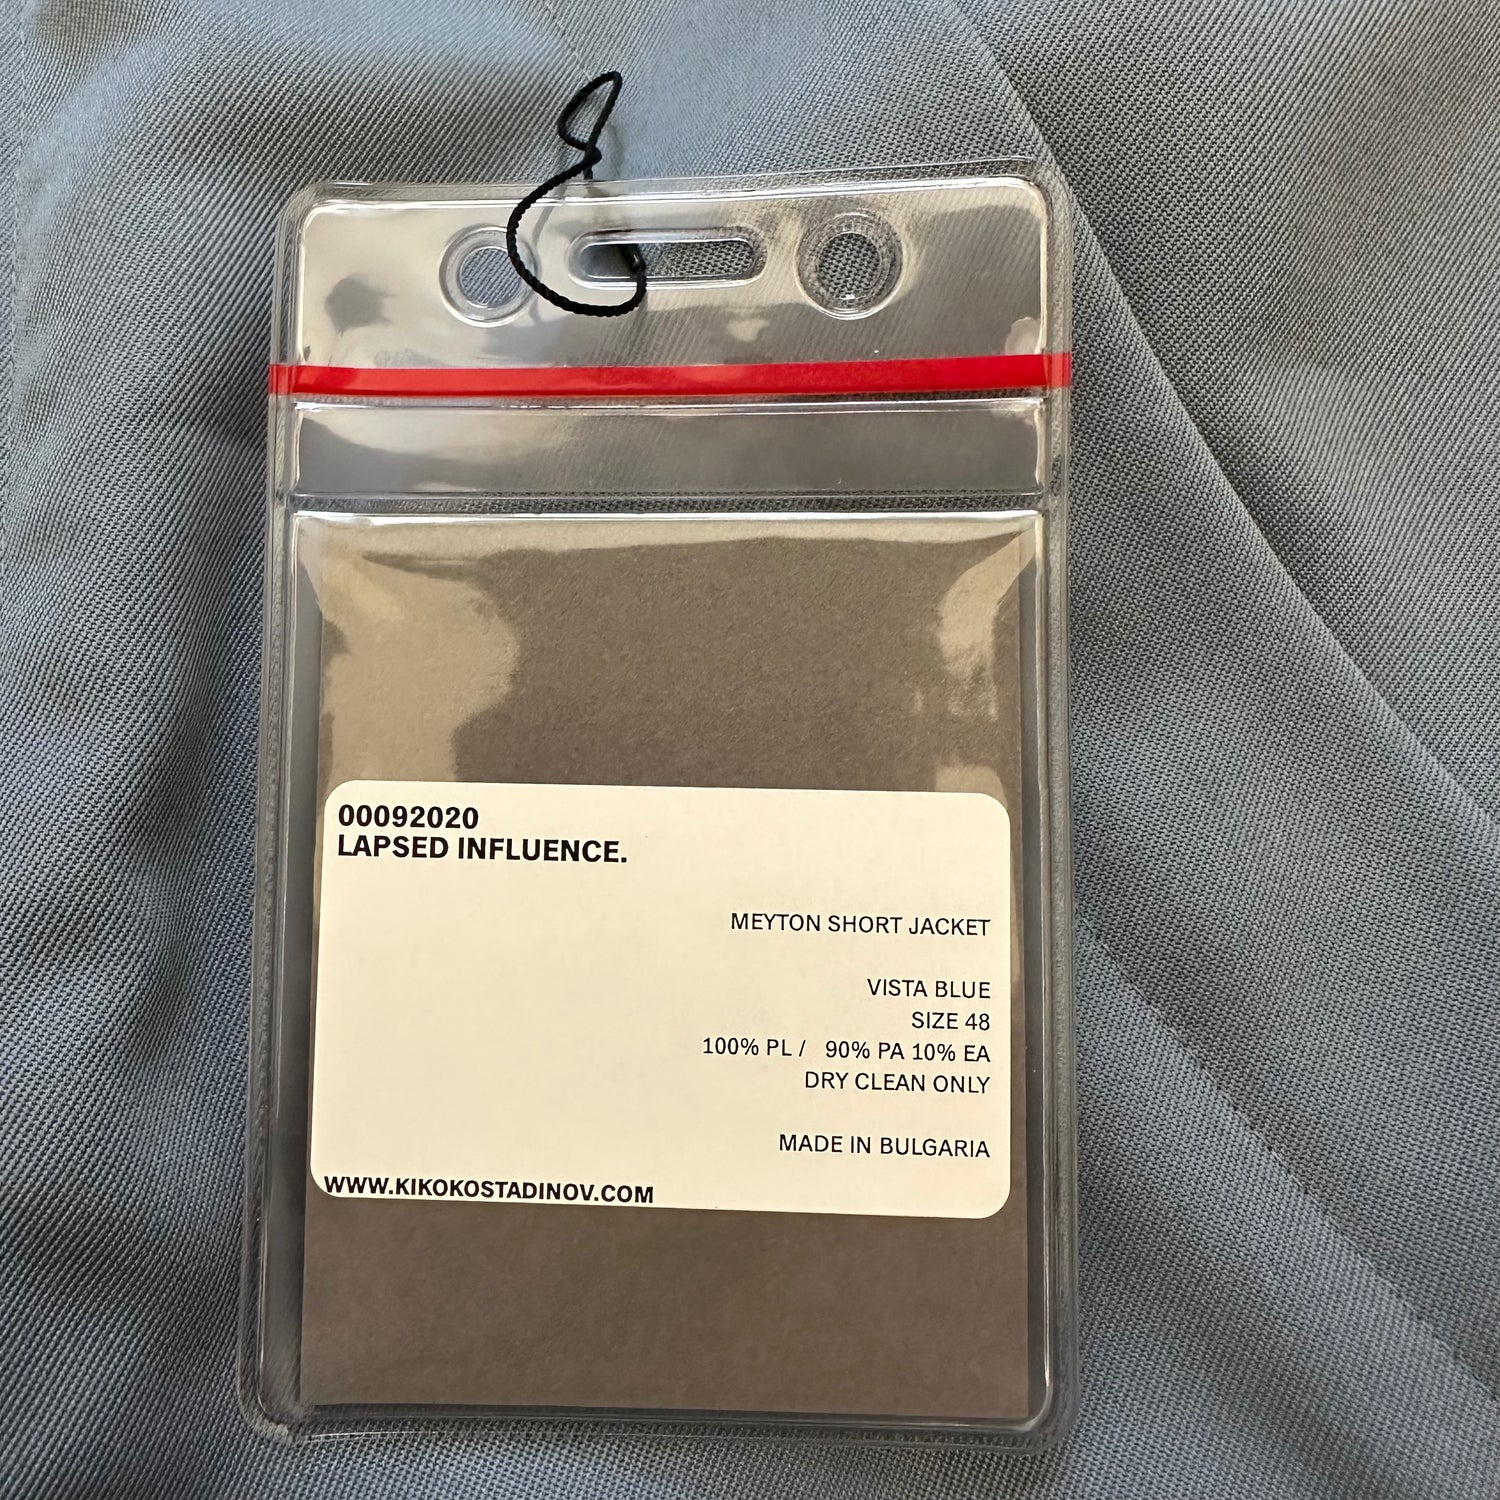 00092020
LAPSED INFLUENCE.
MEYTON SHORT JACKET
VISTA BLUE
SIZE 48
100% PL /   90% PA 10% EA
DRY CLEAN ONLY
MADE IN BULGARIA
WWW.KIKOKOSTADINOV.COM